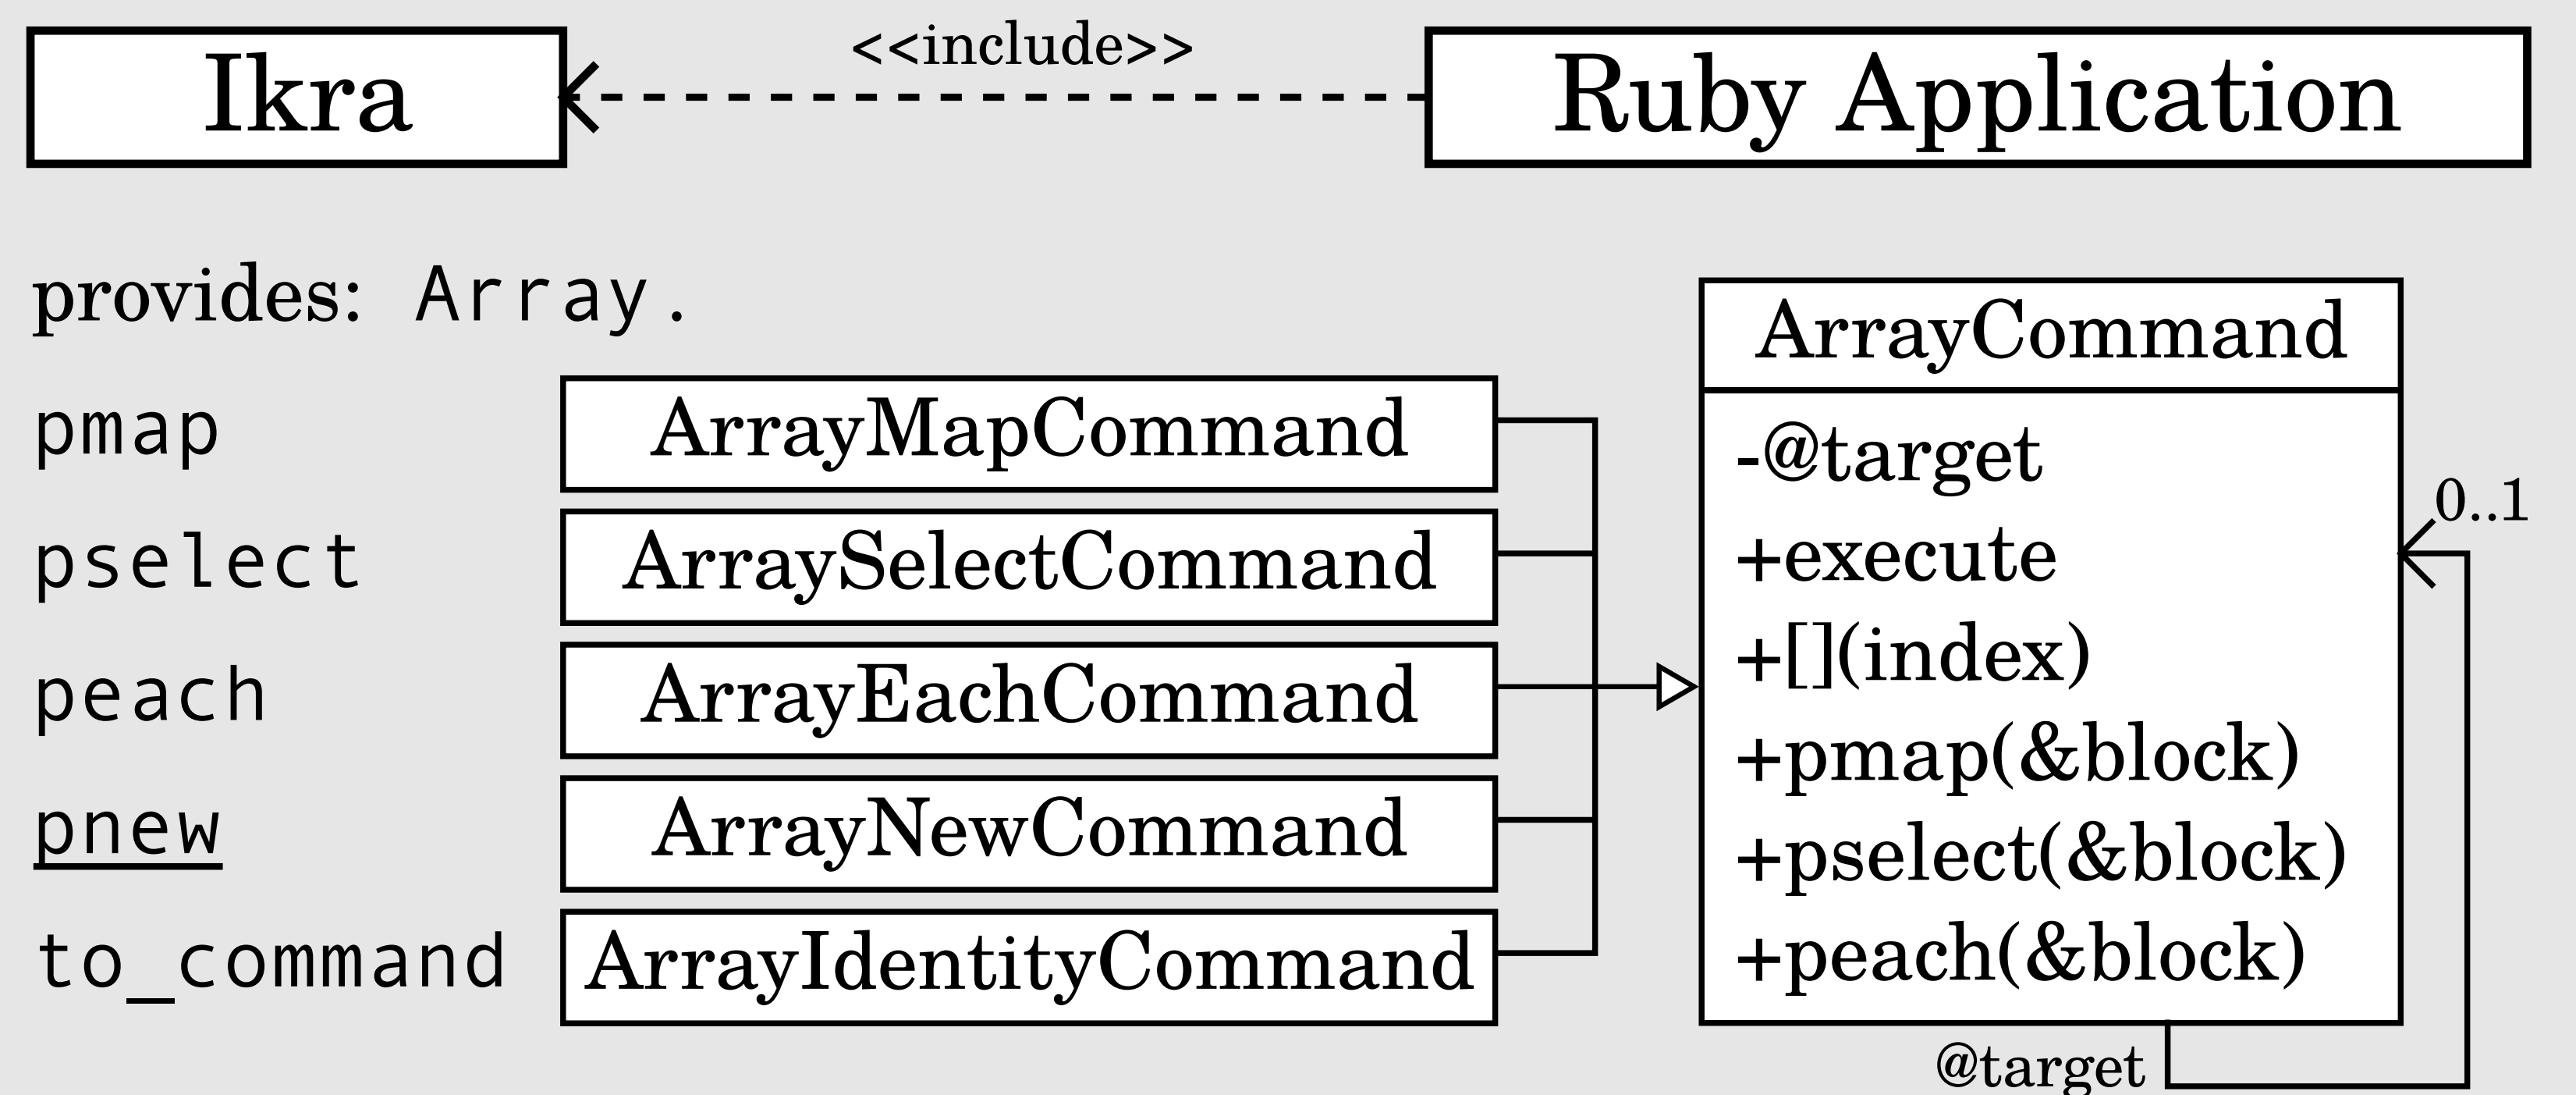 <<include>>
Ikra
Ruby Application
provides: Array.
pmap
pselect
peach
pnew
to_command
ArrayMapCommand
ArraySelectCommand
ArrayEachCommand
ArrayNewCommand
ArrayIdentityCommand
ArrayCommand
-@target
+execute
+[](index)
+pmap(&block)
+pselect(&block)
+peach(&block)
0..1
@target